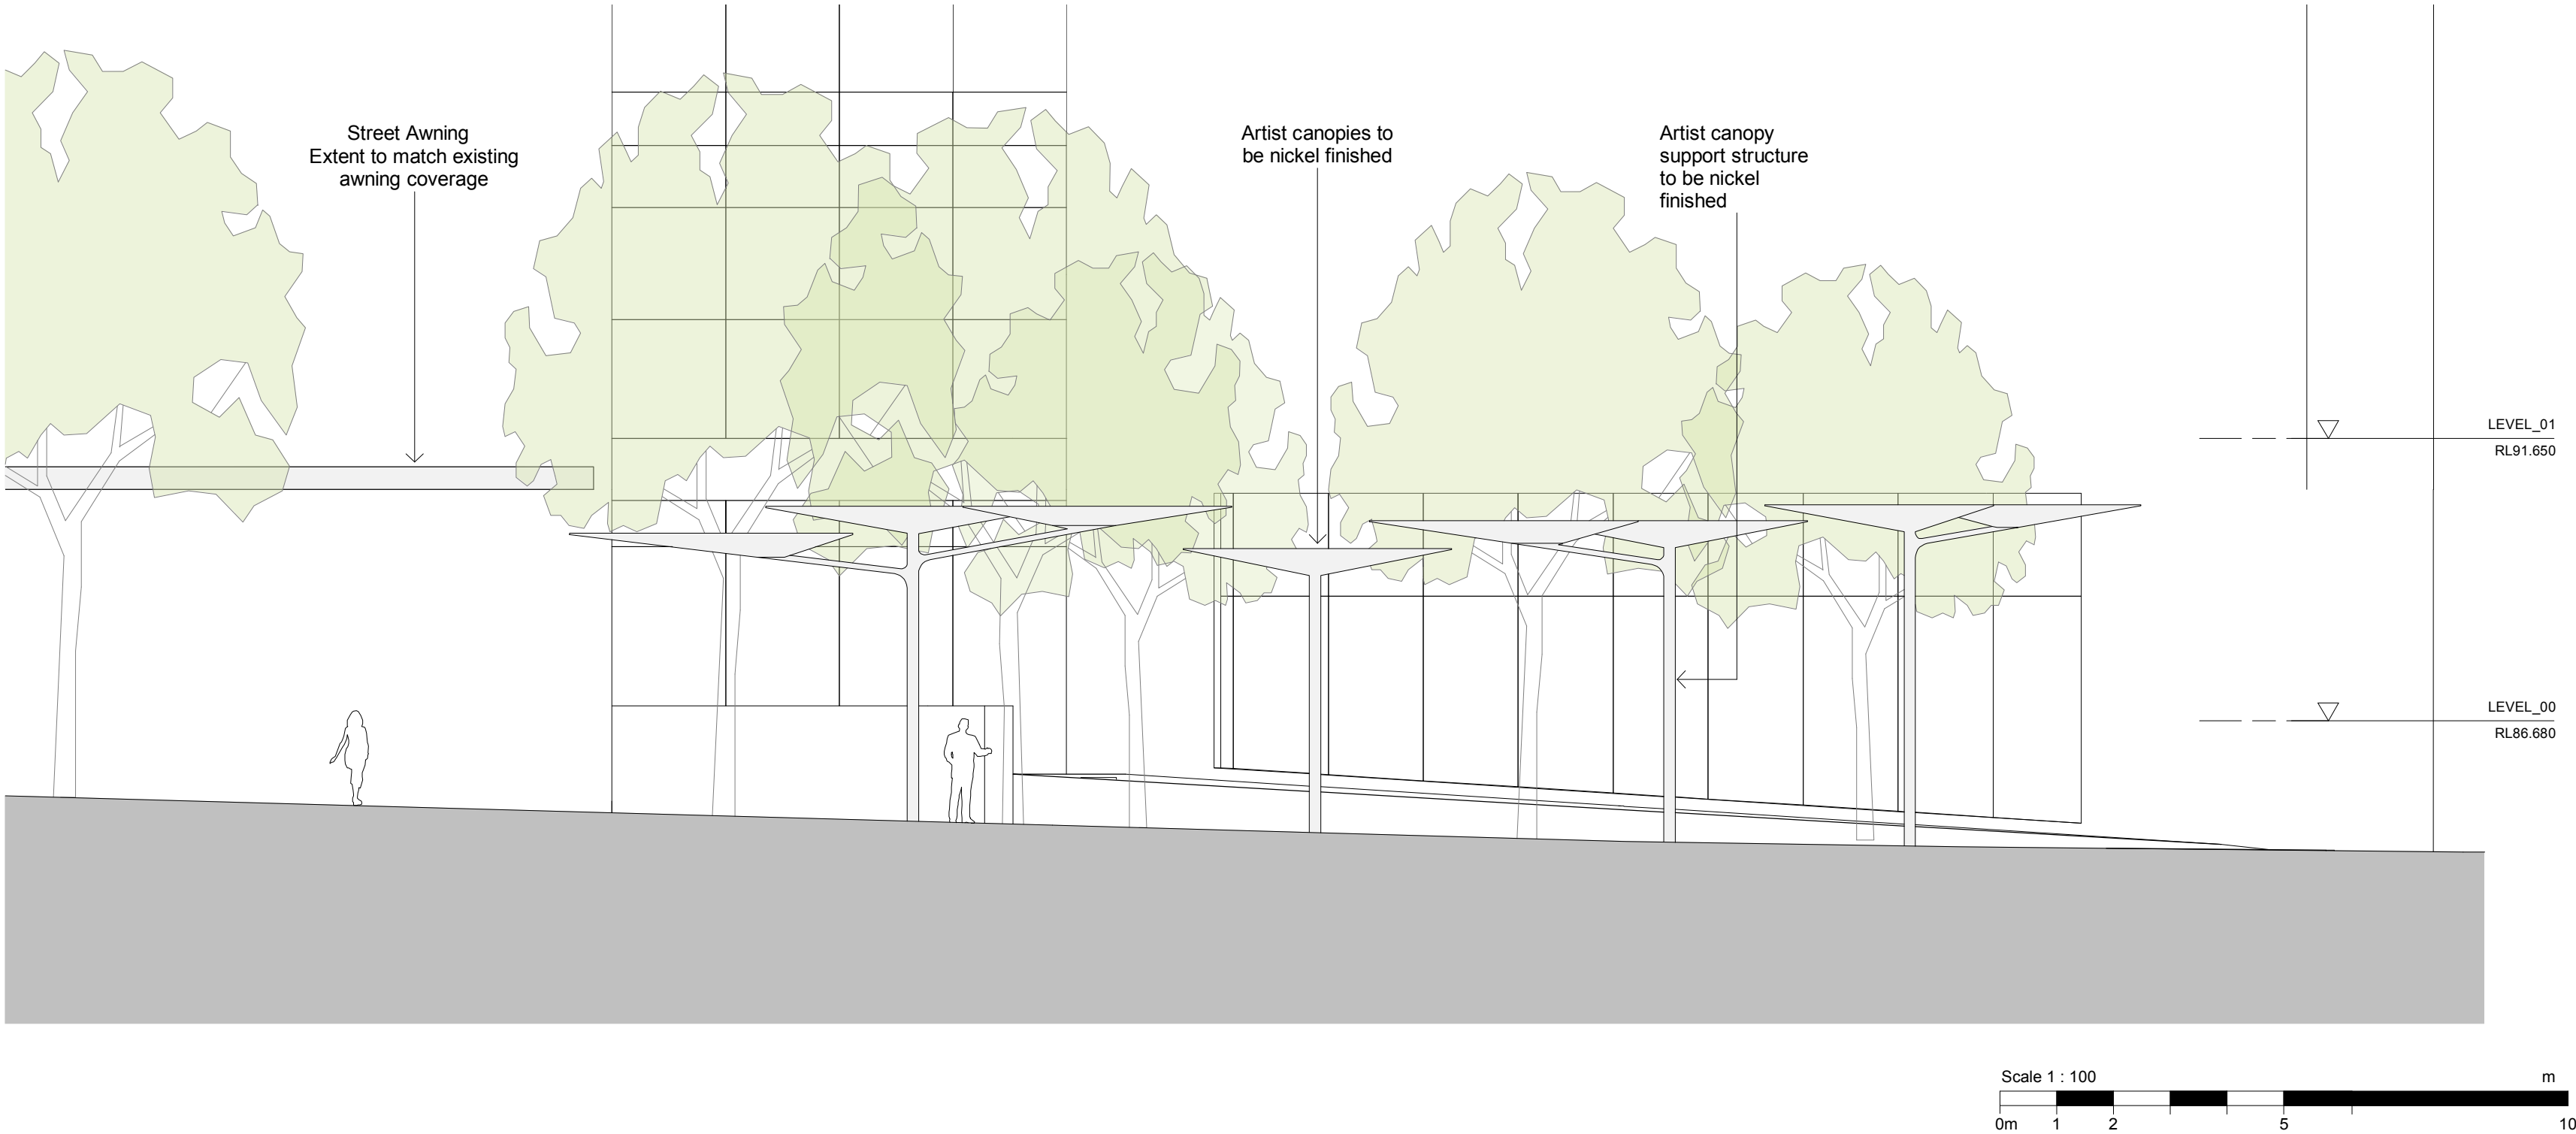 Street Awning
Extent to match existing
awning coverage
Artist canopies to
be nickel finished
Artist canopy
support structure
to be nickel
finished
LEVEL_01
RL91.650
LEVEL_00
RL86.680
Scale 1 : 100
m
0m 1 2 5 10